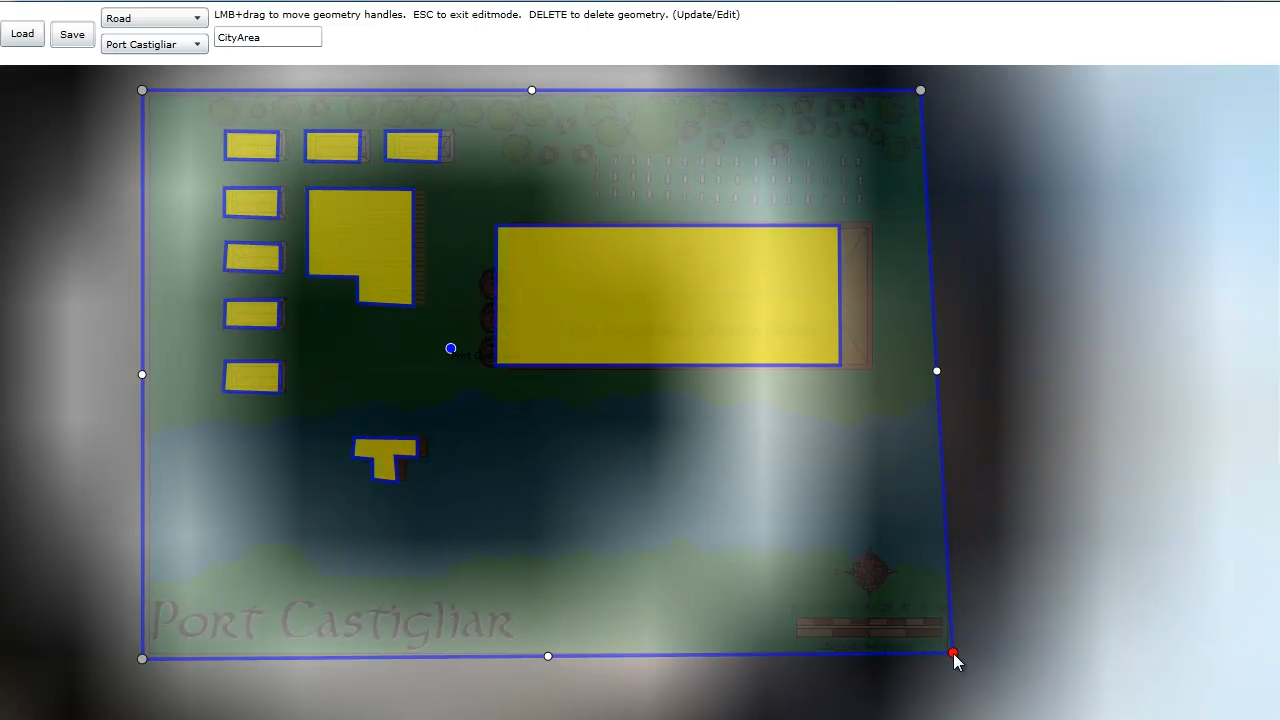 Load
Save
Road
Port Castigliar
LMB+drag to move geometry handles.  ESC to exit editmode.  DELETE to delete geometry. (Update/Edit)
CityArea
Port Castigliar